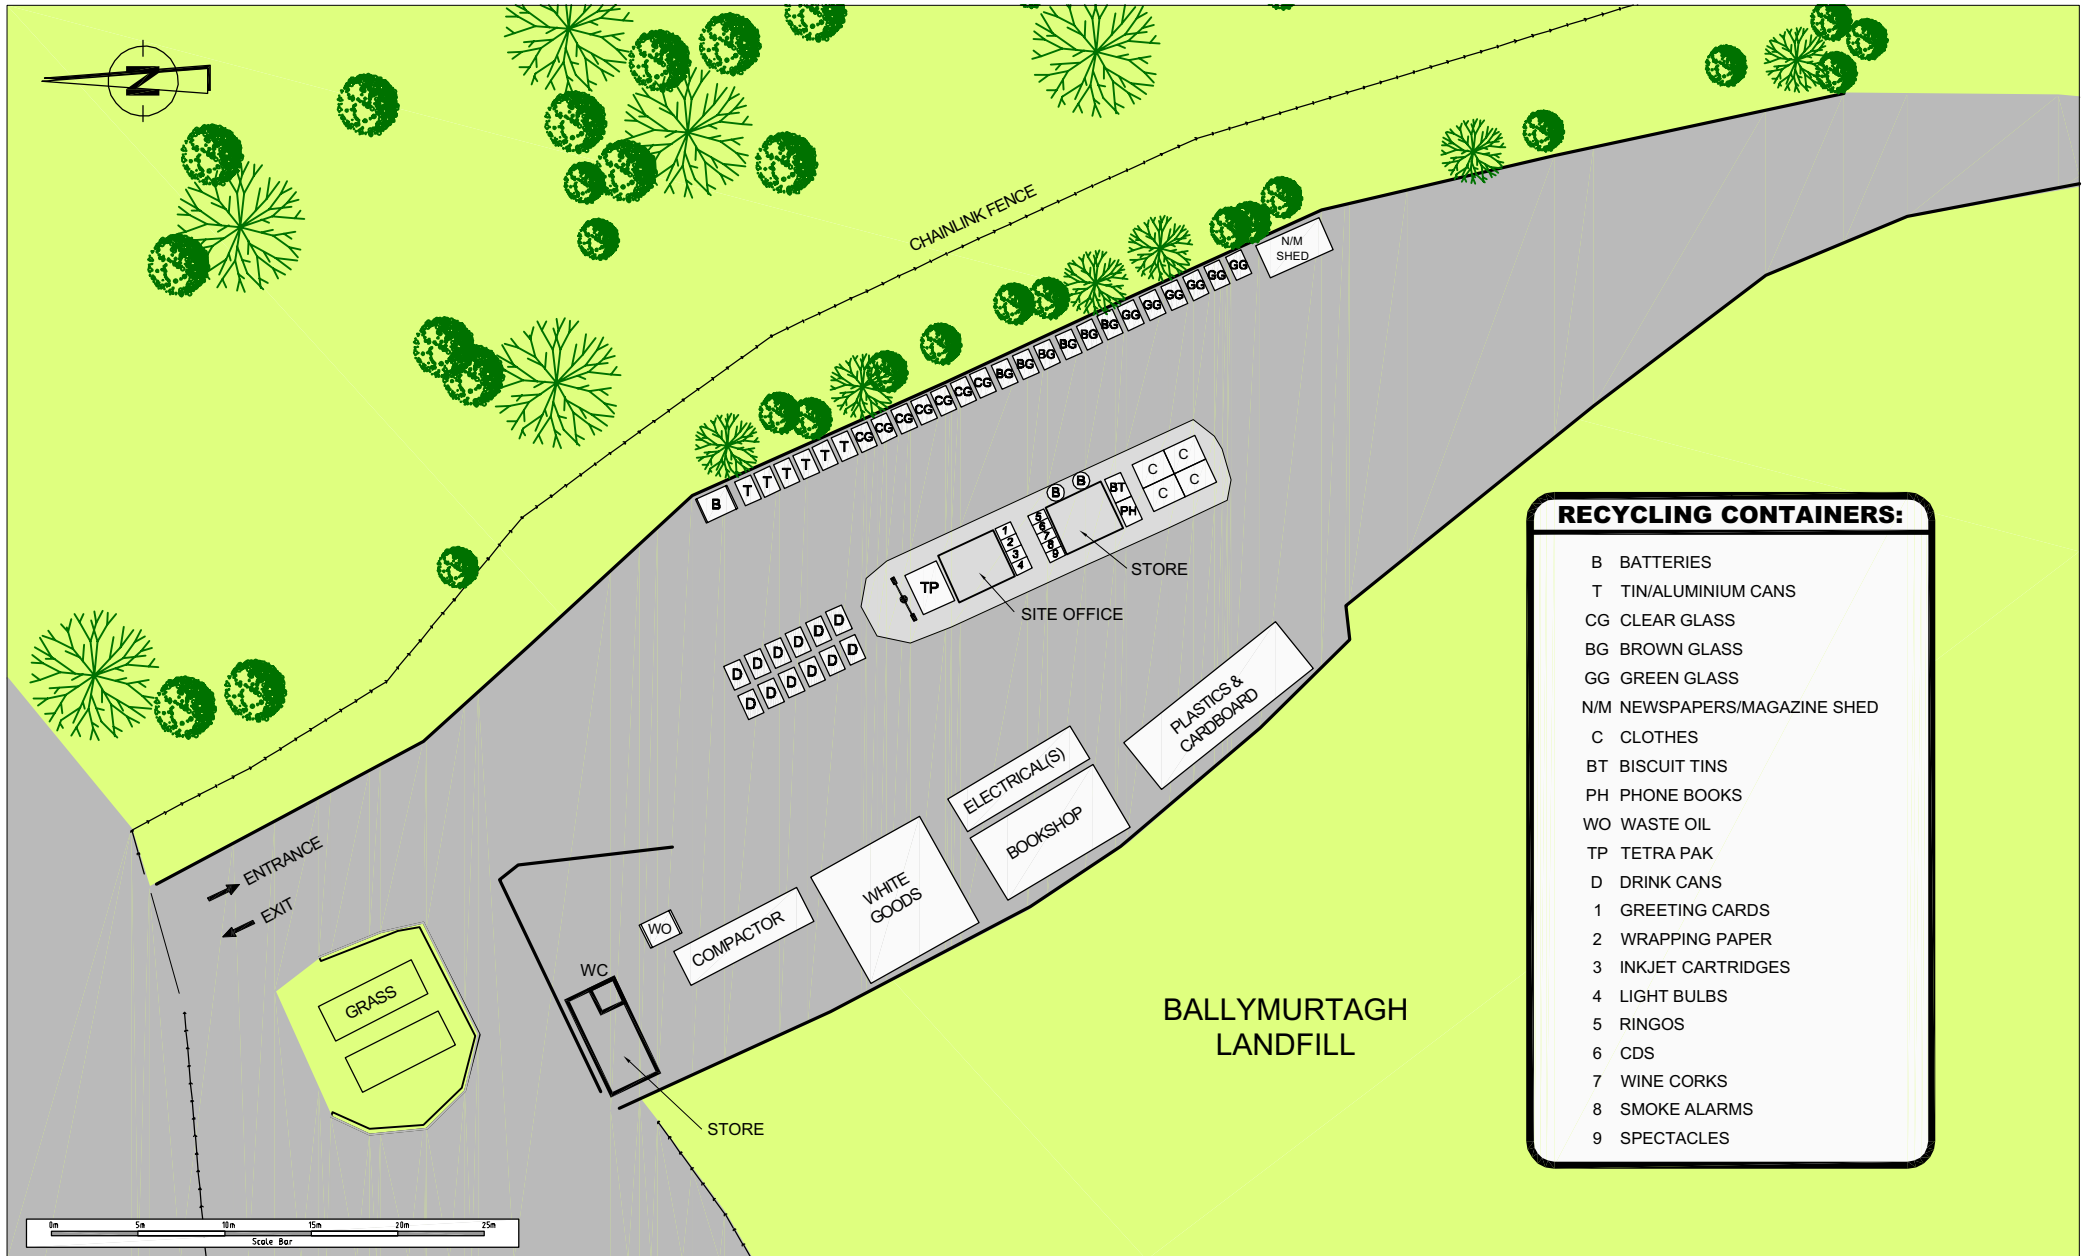 N
CHAINLINK FENCE
N/M
SHED
B T T T T T T CG CG CG CG CG CG CG BG BG BG BG BG BG GG GG GG GG GG GG
C C
C C
B B
BT
PH
5
6
7
8
9
1
2
3
4
TP
STORE
SITE OFFICE
D D D D D D
D D D D D D
PLASTICS &
CARDBOARD
ELECTRICAL(S)
BOOKSHOP
WHITE
GOODS
COMPACTOR
WO
WC
STORE
ENTRANCE
EXIT
GRASS
BALLYMURTAGH
LANDFILL
RECYCLING CONTAINERS:
B BATTERIES
T TIN/ALUMINIUM CANS
CG CLEAR GLASS
BG BROWN GLASS
GG GREEN GLASS
N/M NEWSPAPERS/MAGAZINE SHED
C CLOTHES
BT BISCUIT TINS
PH PHONE BOOKS
WO WASTE OIL
TP TETRA PAK
D DRINK CANS
1 GREETING CARDS
2 WRAPPING PAPER
3 INKJET CARTRIDGES
4 LIGHT BULBS
5 RINGOS
6 CDS
7 WINE CORKS
8 SMOKE ALARMS
9 SPECTACLES
0m 5m 10m 15m 20m 25m
Scale Bar